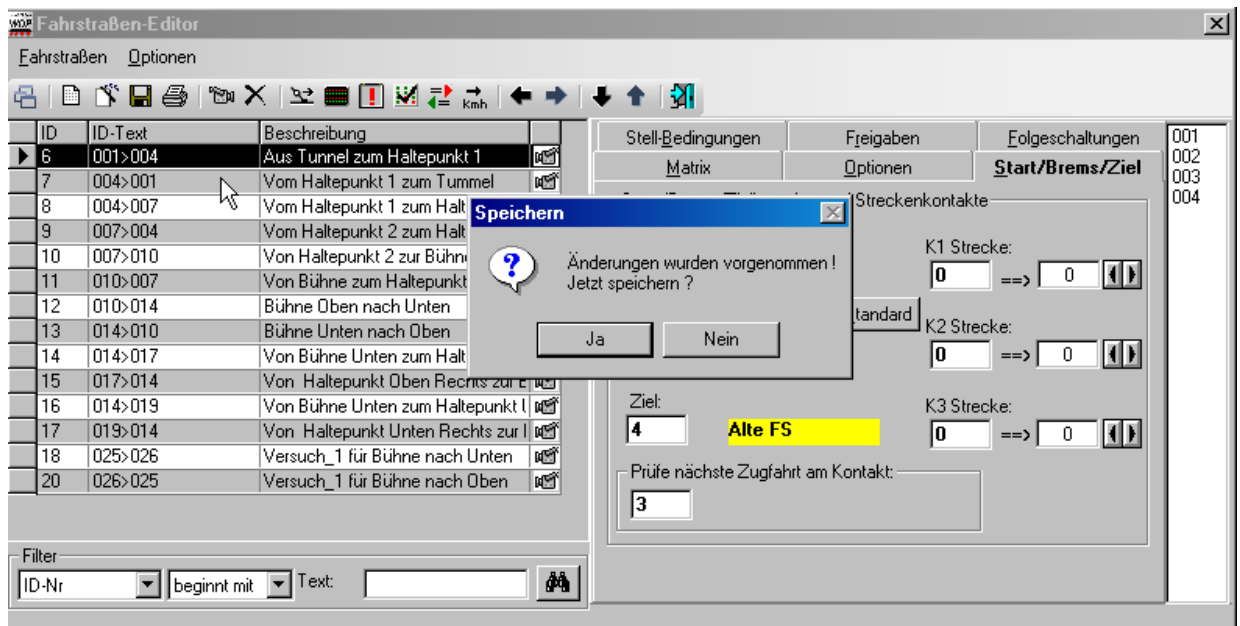 WDP Fahrstraßen-Editor
Fahrstraßen Optionen
Kmh
ID ID-Text Beschreibung
6 001>004 Aus Tunnel zum Haltepunkt 1
7 004>001 Vom Haltepunkt 1 zum Tummel
8 004>007 Vom Haltepunkt 1 zum Halt
9 007>004 Vom Haltepunkt 2 zum Halt
10 007>010 Von Haltepunkt 2 zur Bühn
11 010>007 Von Bühne zum Haltepunkt
12 010>014 Bühne Oben nach Unten
13 014>010 Bühne Unten nach Oben
14 014>017 Von Bühne Unten zum Halt
15 017>014 Von Haltepunkt Oben Rechts zur B
16 014>019 Von Bühne Unten zum Haltepunkt U
17 019>014 Von Haltepunkt Unten Rechts zur
18 025>026 Versuch_1 für Bühne nach Unten
20 026>025 Versuch_1 für Bühne nach Oben
Filter
ID-Nr beginnt mit Text:
Speichern
Änderungen wurden vorgenommen !
Jetzt speichern ?
Ja Nein
Stell-Bedingungen Freigaben Folgeschaltungen
Matrix Optionen Start/Brems/Ziel
Streckenkontakte
K1 Strecke:
0 ==> 0
tandard
K2 Strecke:
0 ==> 0
Ziel:
4 Alte FS
K3 Strecke:
0 ==> 0
Prüfe nächste Zugfahrt am Kontakt:
3
001
002
003
004